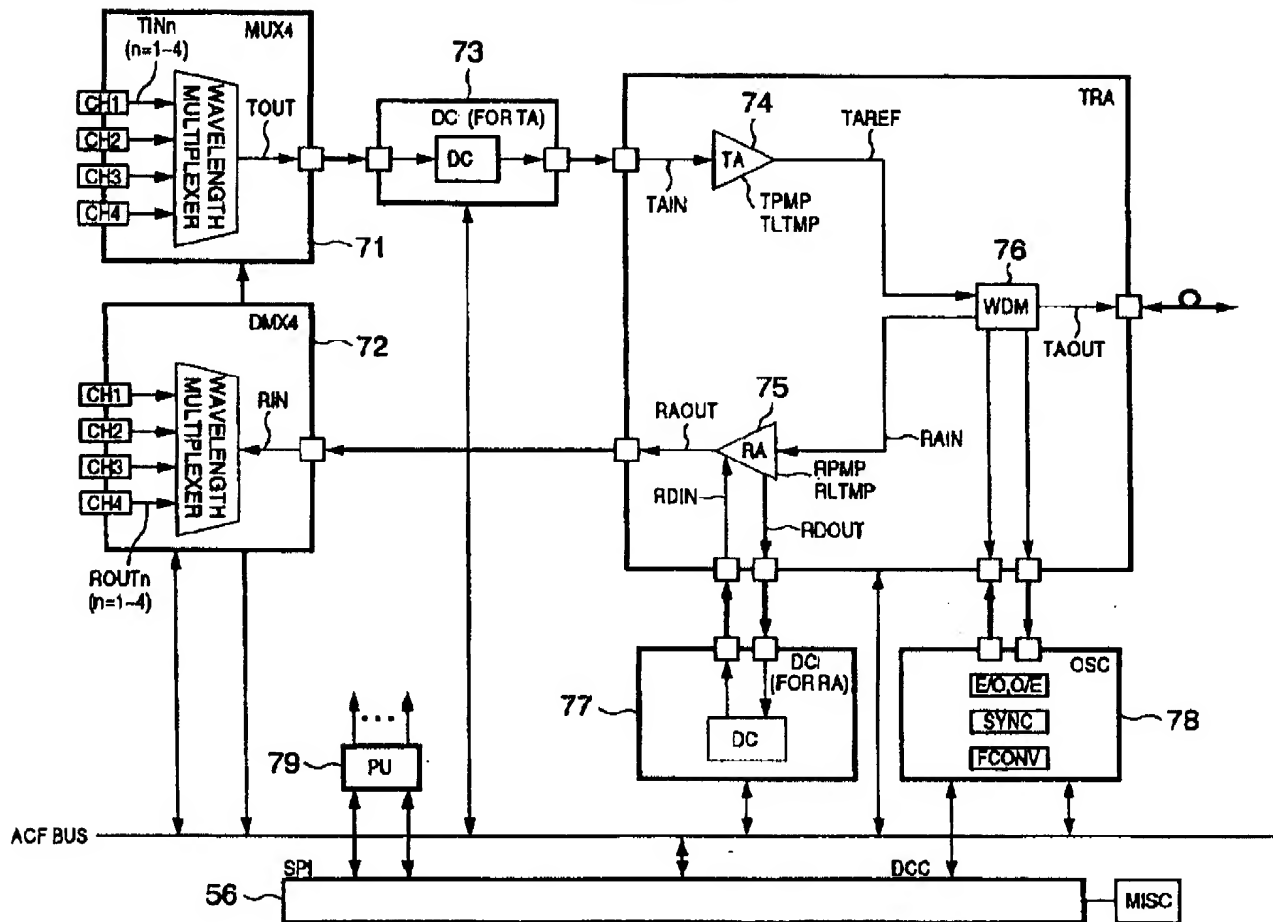 TINn
(n=1~4)
MUX4
CH1
CH2
CH3
CH4
WAVELENGTH
MULTIPLEXER
TOUT
71
73
DC (FOR TA)
DC
TRA
74
TA
TAIN
TAREF
TPMP
TLTMP
76
WDM
TAOUT
DMX4
72
CH1
CH2
CH3
CH4
WAVELENGTH
MULTIPLEXER
RIN
ROUTn
(n=1~4)
RAOUT
75
RA
RAIN
RPMP
RLTMP
RDIN
RDOUT
77
DC
(FOR RA)
DC
OSC
E/O,O/E
SYNC
FCONV
78
79
PU
ACF BUS
SPI
DCC
56
MISC